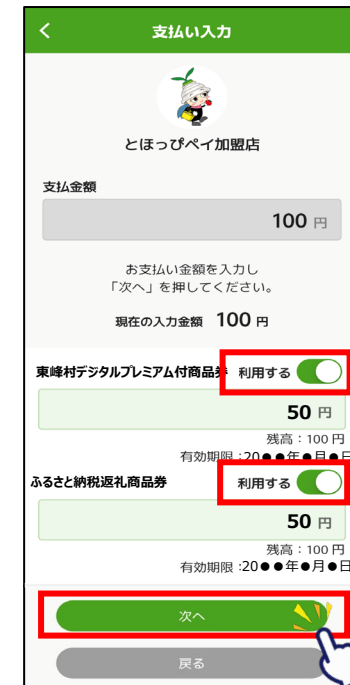 支払い入力
とほっぴペイ加盟店
支払金額
100 円
お支払い金額を入力し
「次へ」を押してください。
現在の入力金額 100 円
東峰村デジタルプレミアム付商品券 利用する
50 円
残高：100 円
有効期限：20●●年●月●日
ふるさと納税返礼商品券 利用する
50 円
残高：100 円
有効期限：20●●年●月●日
次へ
戻る